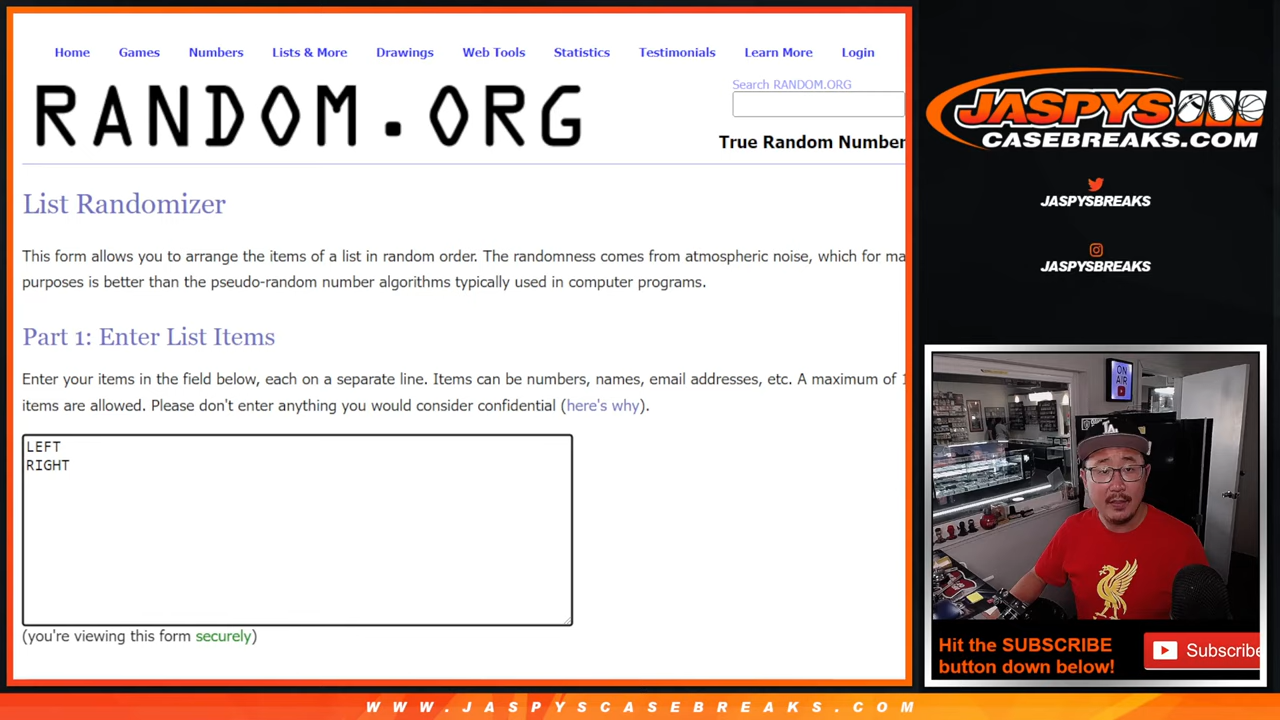 Home Games Numbers Lists & More Drawings Web Tools Statistics Testimonials Learn More Login
RANDOM.ORG
Search RANDOM.ORG
True Random Number
List Randomizer
This form allows you to arrange the items of a list in random order. The randomness comes from atmospheric noise, which for ma
purposes is better than the pseudo-random number algorithms typically used in computer programs.
Part 1: Enter List Items
Enter your items in the field below, each on a separate line. Items can be numbers, names, email addresses, etc. A maximum of 1
items are allowed. Please don't enter anything you would consider confidential (here's why).
LEFT
RIGHT
(you're viewing this form securely)
JASPYS
CASEBREAKS.COM
JASPYSBREAKS
JASPYSBREAKS
ON
AIR
LA
Hit the SUBSCRIBE
button down below!
Subscribe
WWW.JASPYSCASEBREAKS.COM